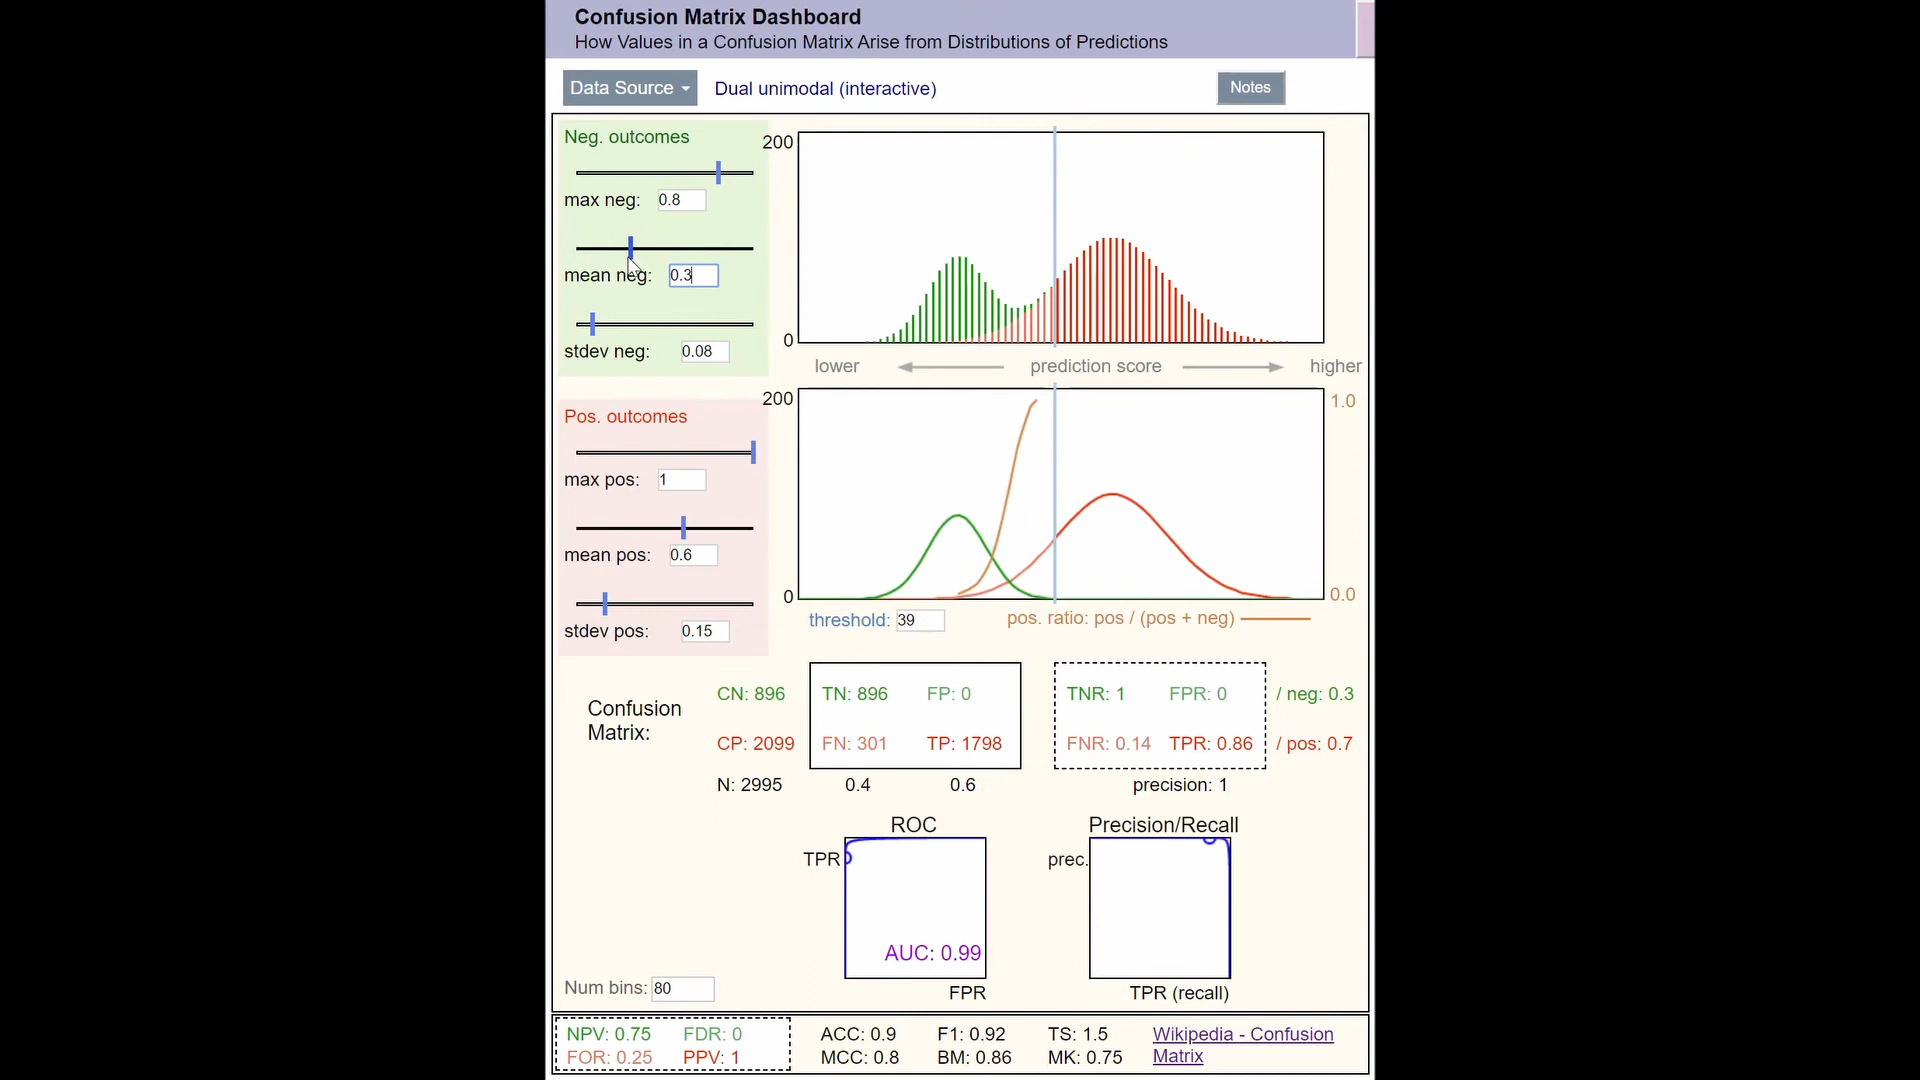 Confusion Matrix Dashboard
How Values in a Confusion Matrix Arise from Distributions of Predictions
Data Source
Dual unimodal (interactive)
Notes
Neg. outcomes
max neg: 0.8
mean neg: 0.3
stdev neg: 0.08
200
0
lower
prediction score
higher
Pos. outcomes
max pos: 1
mean pos: 0.6
stdev pos: 0.15
200
0
1.0
0.0
threshold: 39
pos. ratio: pos / (pos + neg)
Confusion
Matrix:
CN: 896 TN: 896 FP: 0 TNR: 1 FPR: 0 / neg: 0.3
CP: 2099 FN: 301 TP: 1798 FNR: 0.14 TPR: 0.86 / pos: 0.7
N: 2995 0.4 0.6 precision: 1
ROC
TPR
AUC: 0.99
FPR
Precision/Recall
prec.
TPR (recall)
Num bins: 80
NPV: 0.75 FDR: 0 ACC: 0.9 F1: 0.92 TS: 1.5 Wikipedia - Confusion
FOR: 0.25 PPV: 1 MCC: 0.8 BM: 0.86 MK: 0.75 Matrix